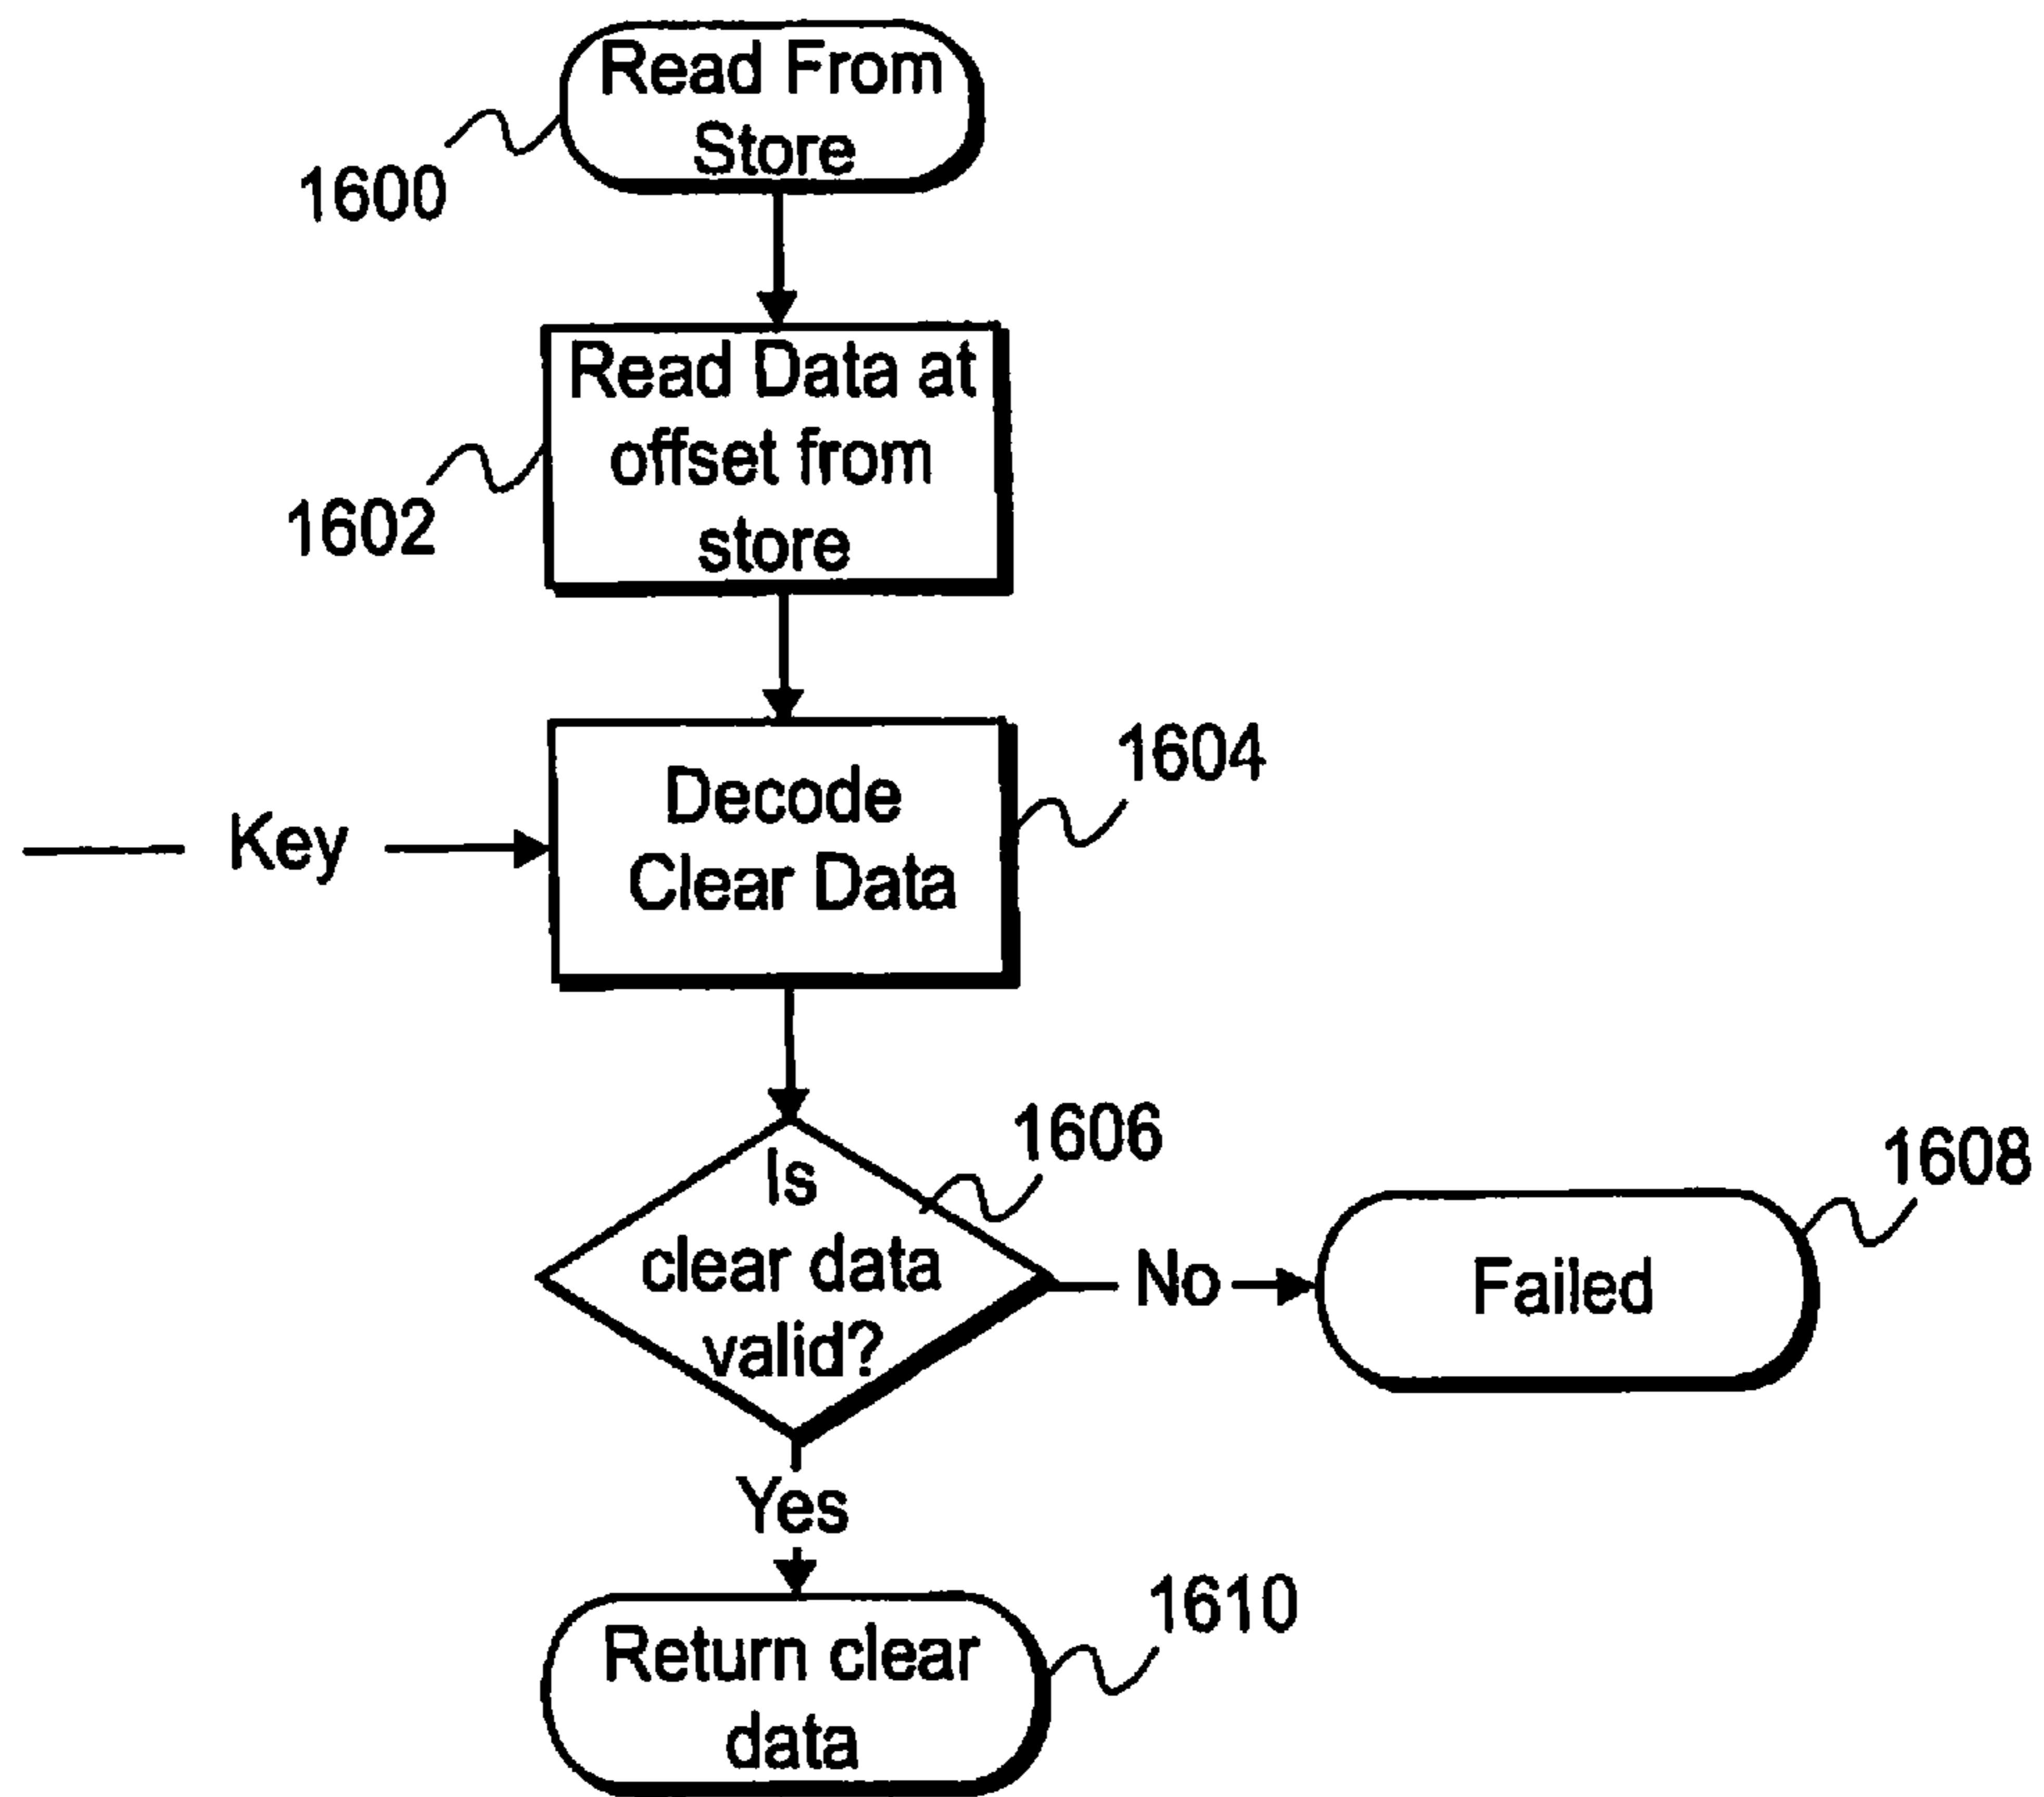 Read From
Store
1600
Read Data at
offset from
store
1602
Decode
Clear Data
1604
Key
Is
clear data
valid?
1606
No
Failed
1608
Yes
Return clear
data
1610